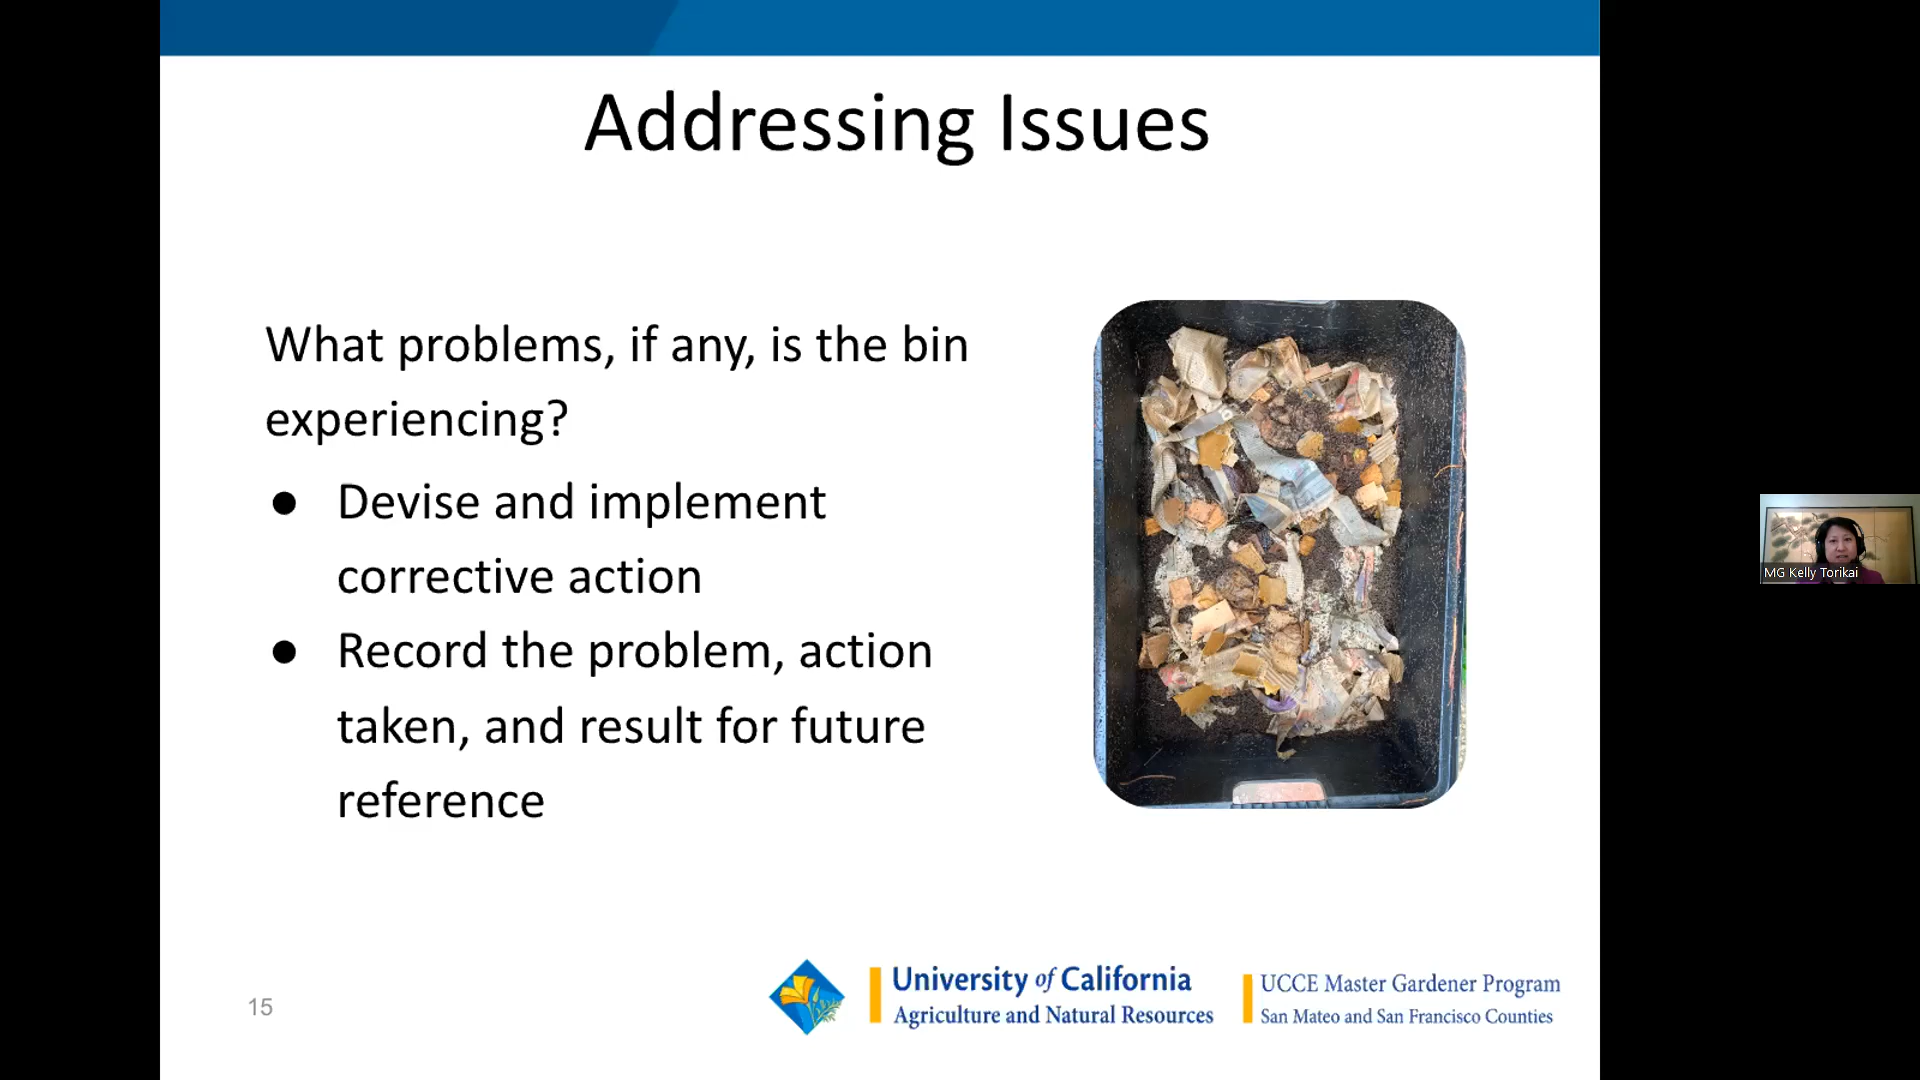 Addressing Issues
What problems, if any, is the bin
experiencing?
● Devise and implement
corrective action
● Record the problem, action
taken, and result for future
reference
MG Kelly Torikai
15
University of California
Agriculture and Natural Resources
UCCE Master Gardener Program
San Mateo and San Francisco Counties